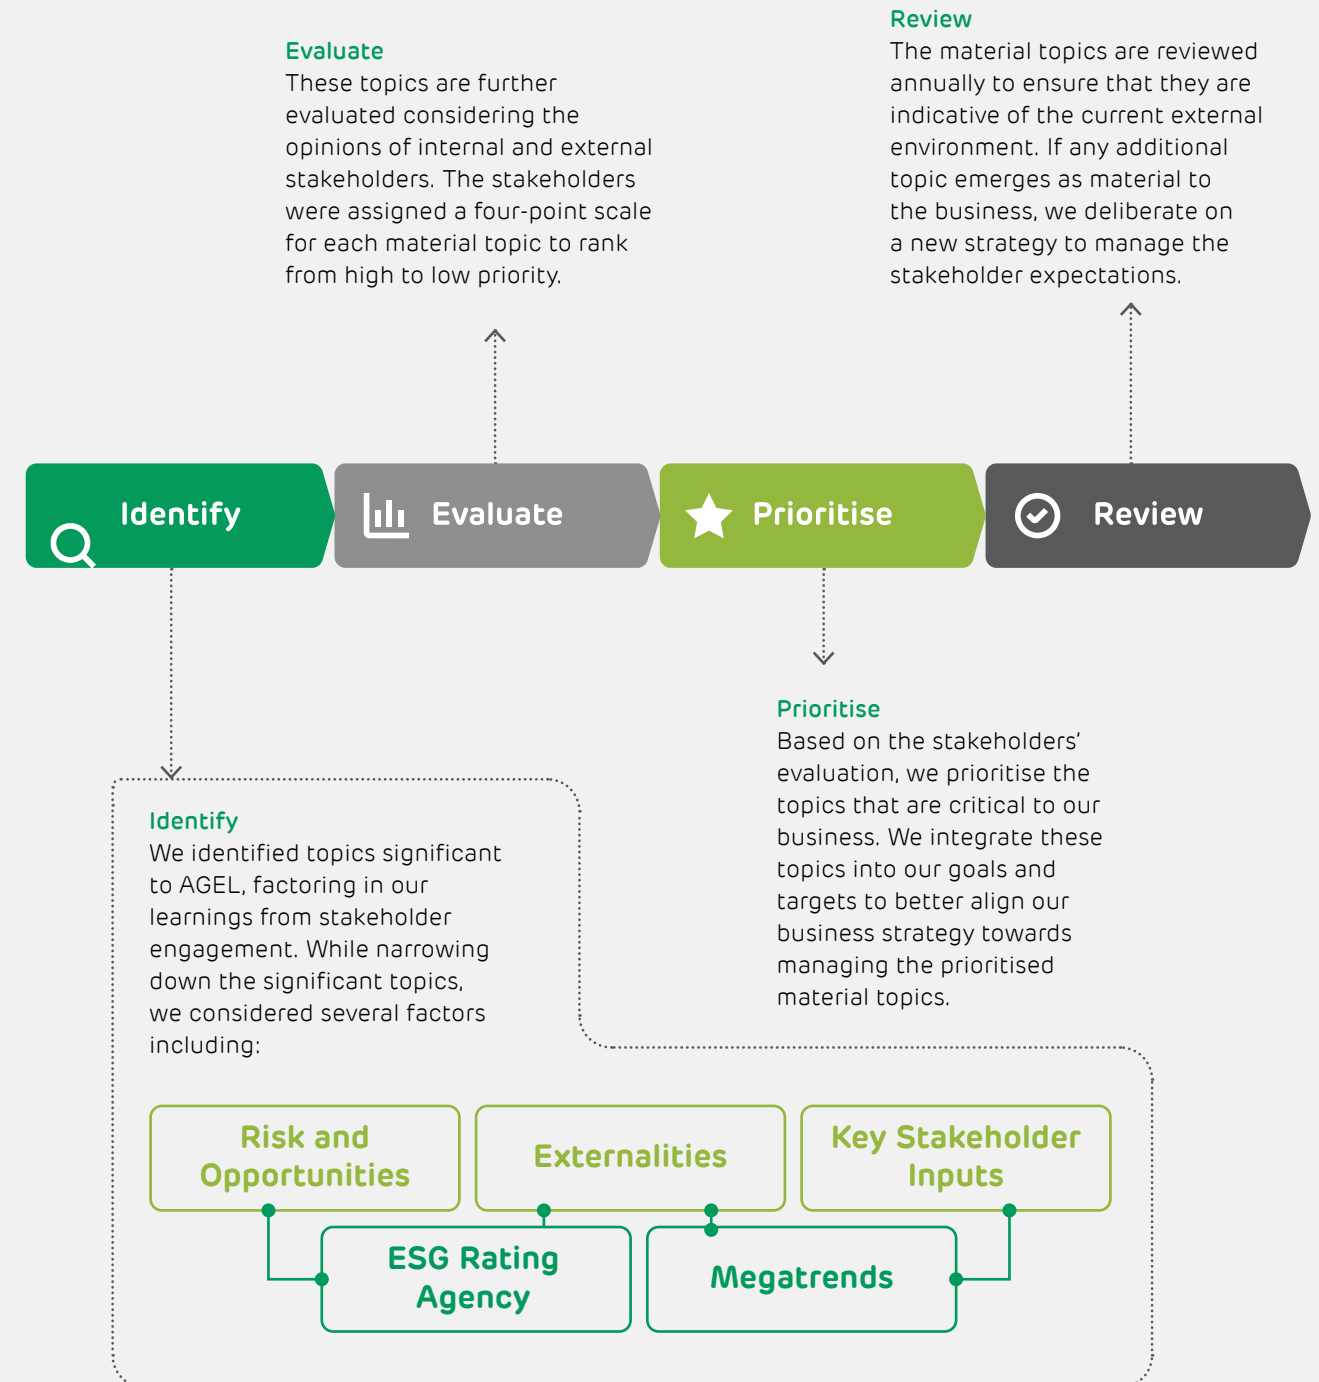 Review
The material topics are reviewed
annually to ensure that they are
indicative of the current external
environment. If any additional
topic emerges as material to
the business, we deliberate on
a new strategy to manage the
stakeholder expectations.
Evaluate
These topics are further
evaluated considering the
opinions of internal and external
stakeholders. The stakeholders
were assigned a four-point scale
for each material topic to rank
from high to low priority.
Identify
Evaluate
Prioritise
Review
Prioritise
Based on the stakeholders’
evaluation, we prioritise the
topics that are critical to our
business. We integrate these
topics into our goals and
targets to better align our
business strategy towards
managing the prioritised
material topics.
Identify
We identified topics significant
to AGEL, factoring in our
learnings from stakeholder
engagement. While narrowing
down the significant topics,
we considered several factors
including:
Risk and
Opportunities
Externalities
Key Stakeholder
Inputs
ESG Rating
Agency
Megatrends